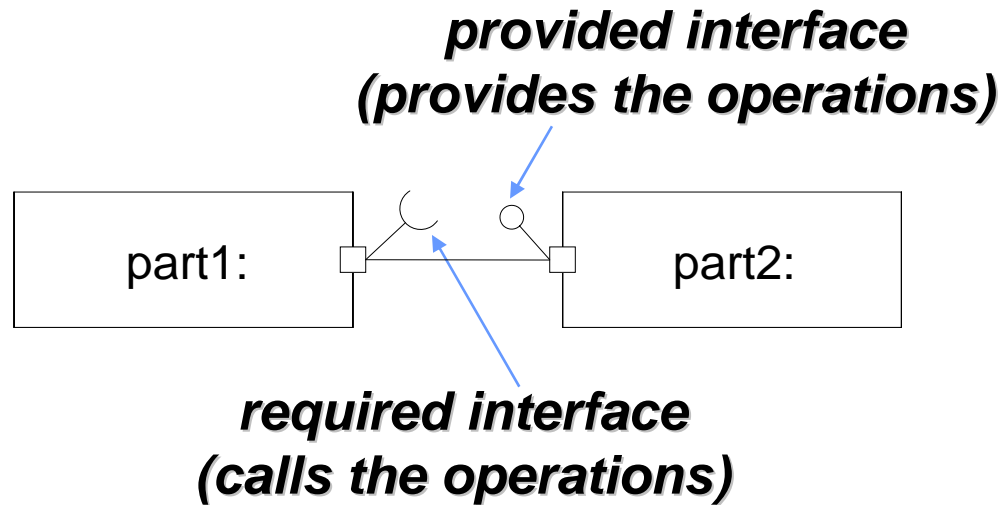 provided interface
(provides the operations)
part1:
part2:
required interface
(calls the operations)